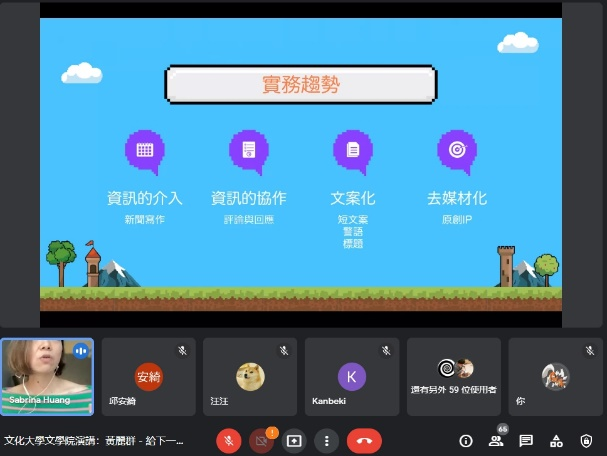 實務趨勢
資訊的介入
新聞寫作
資訊的協作
評論與回應
文案化
短文案
警語
標題
去媒材化
原創IP
Sabrina Huang
安綺
邱安綺
汪汪
K
Kanbeki
還有另外 59 位使用者
你
文化大學文學院演講：黃麗群 - 給下一...
!
66